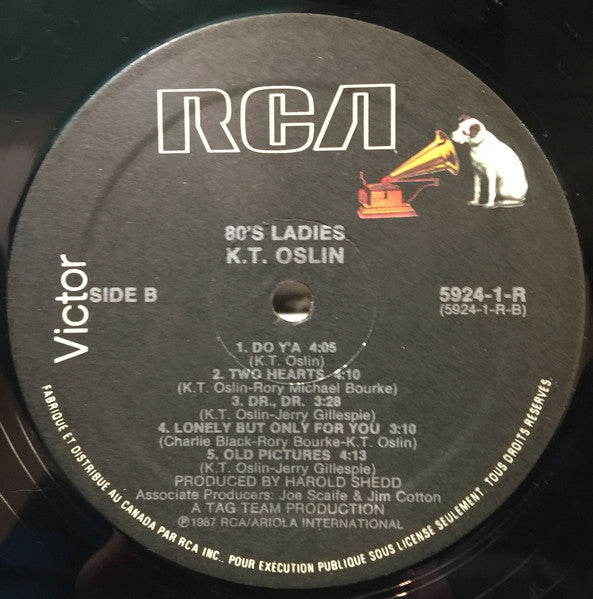 RCA
Victor
80'S LADIES
K.T. OSLIN
SIDE B
5924-1-R
(5924-1-R-B)
1. DO Y'A 4:05
(K.T. Oslin)
2. TWO HEARTS 4:10
(K.T. Oslin-Rory Michael Bourke)
3. DR., DR. 3:28
(K.T. Oslin-Jerry Gillespie)
4. LONELY BUT ONLY FOR YOU 3:10
(Charlie Black-Rory Bourke-K.T. Oslin)
5. OLD PICTURES 4:13
(K.T. Oslin-Jerry Gillespie)
PRODUCED BY HAROLD SHEDD
Associate Producers: Joe Scaife & Jim Cotton
A TAG TEAM PRODUCTION
Ⓟ1987 RCA/ARIOLA INTERNATIONAL
FABRIQUÉ ET DISTRIBUÉ AU CANADA PAR RCA INC., POUR EXÉCUTION PUBLIQUE SOUS LICENSE SEULEMENT. TOUS DROITS RÉSERVÉS.